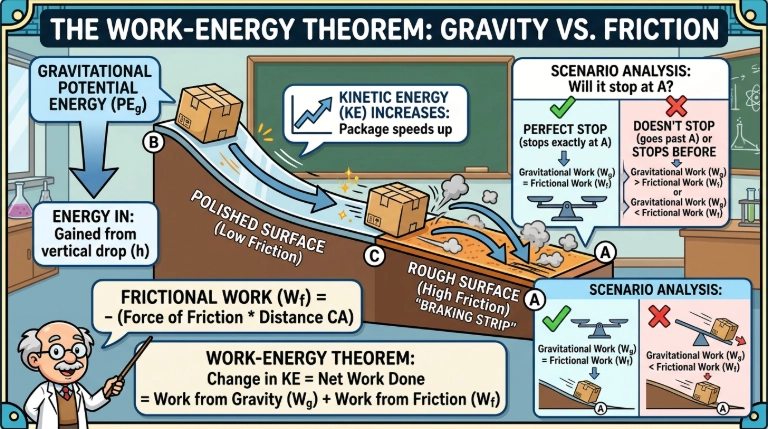 THE WORK-ENERGY THEOREM: GRAVITY VS. FRICTION
GRAVITATIONAL
POTENTIAL
ENERGY (PEg)
B
ENERGY IN:
Gained from
vertical drop (h)
KINETIC ENERGY
(KE) INCREASES:
Package speeds up
POLISHED SURFACE
(Low Friction)
C
ROUGH SURFACE
(High Friction)
"BRAKING STRIP"
A
A
SCENARIO ANALYSIS:
Will it stop at A?
PERFECT STOP
(stops exactly at A)
Gravitational Work (Wg)
= Frictional Work (Wf)
DOESN'T STOP
(goes past A) or
STOPS BEFORE
Gravitational Work (Wg)
> Frictional Work (Wf)
or
Gravitational Work (Wg)
< Frictional Work (Wf)
SCENARIO ANALYSIS:
Gravitational Work (Wg)
= Frictional Work (Wf)
A
Gravitational Work (Wg)
< Frictional Work (Wf)
A
FRICTIONAL WORK (Wf) =
– (Force of Friction * Distance CA)
WORK-ENERGY THEOREM:
Change in KE = Net Work Done
= Work from Gravity (Wg) + Work from Friction (Wf)